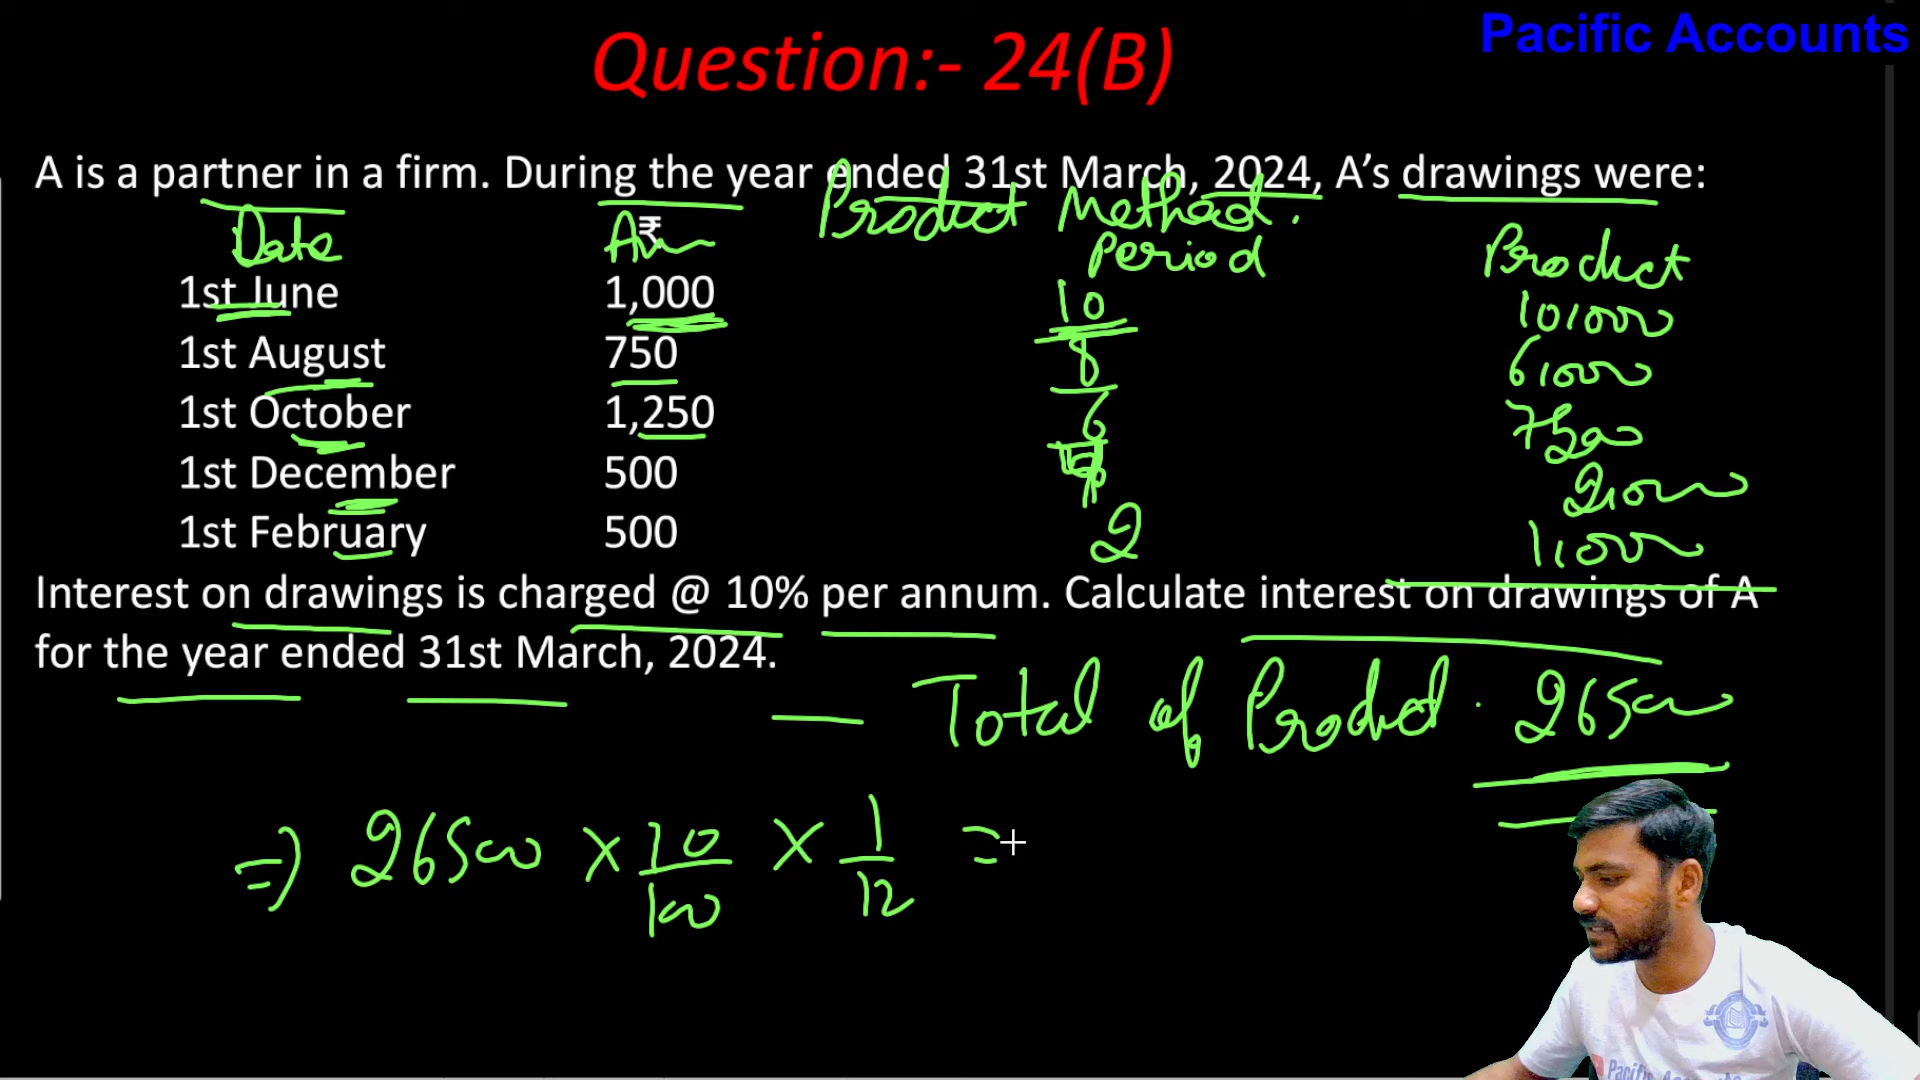 Pacific Accounts
Question:- 24(B)
A is a partner in a firm. During the year ended 31st March, 2024, A's drawings were:
Product Method.
Date ₹ Period Product
1st June 1,000 10 10,000
1st August 750 8 6,000
1st October 1,250 6 7500
1st December 500 4 2,000
1st February 500 2 1,000
Interest on drawings is charged @ 10% per annum. Calculate interest on drawings of A
for the year ended 31st March, 2024.
Total of Product. 26500
=> 26500 × 10/100 × 1/12 =